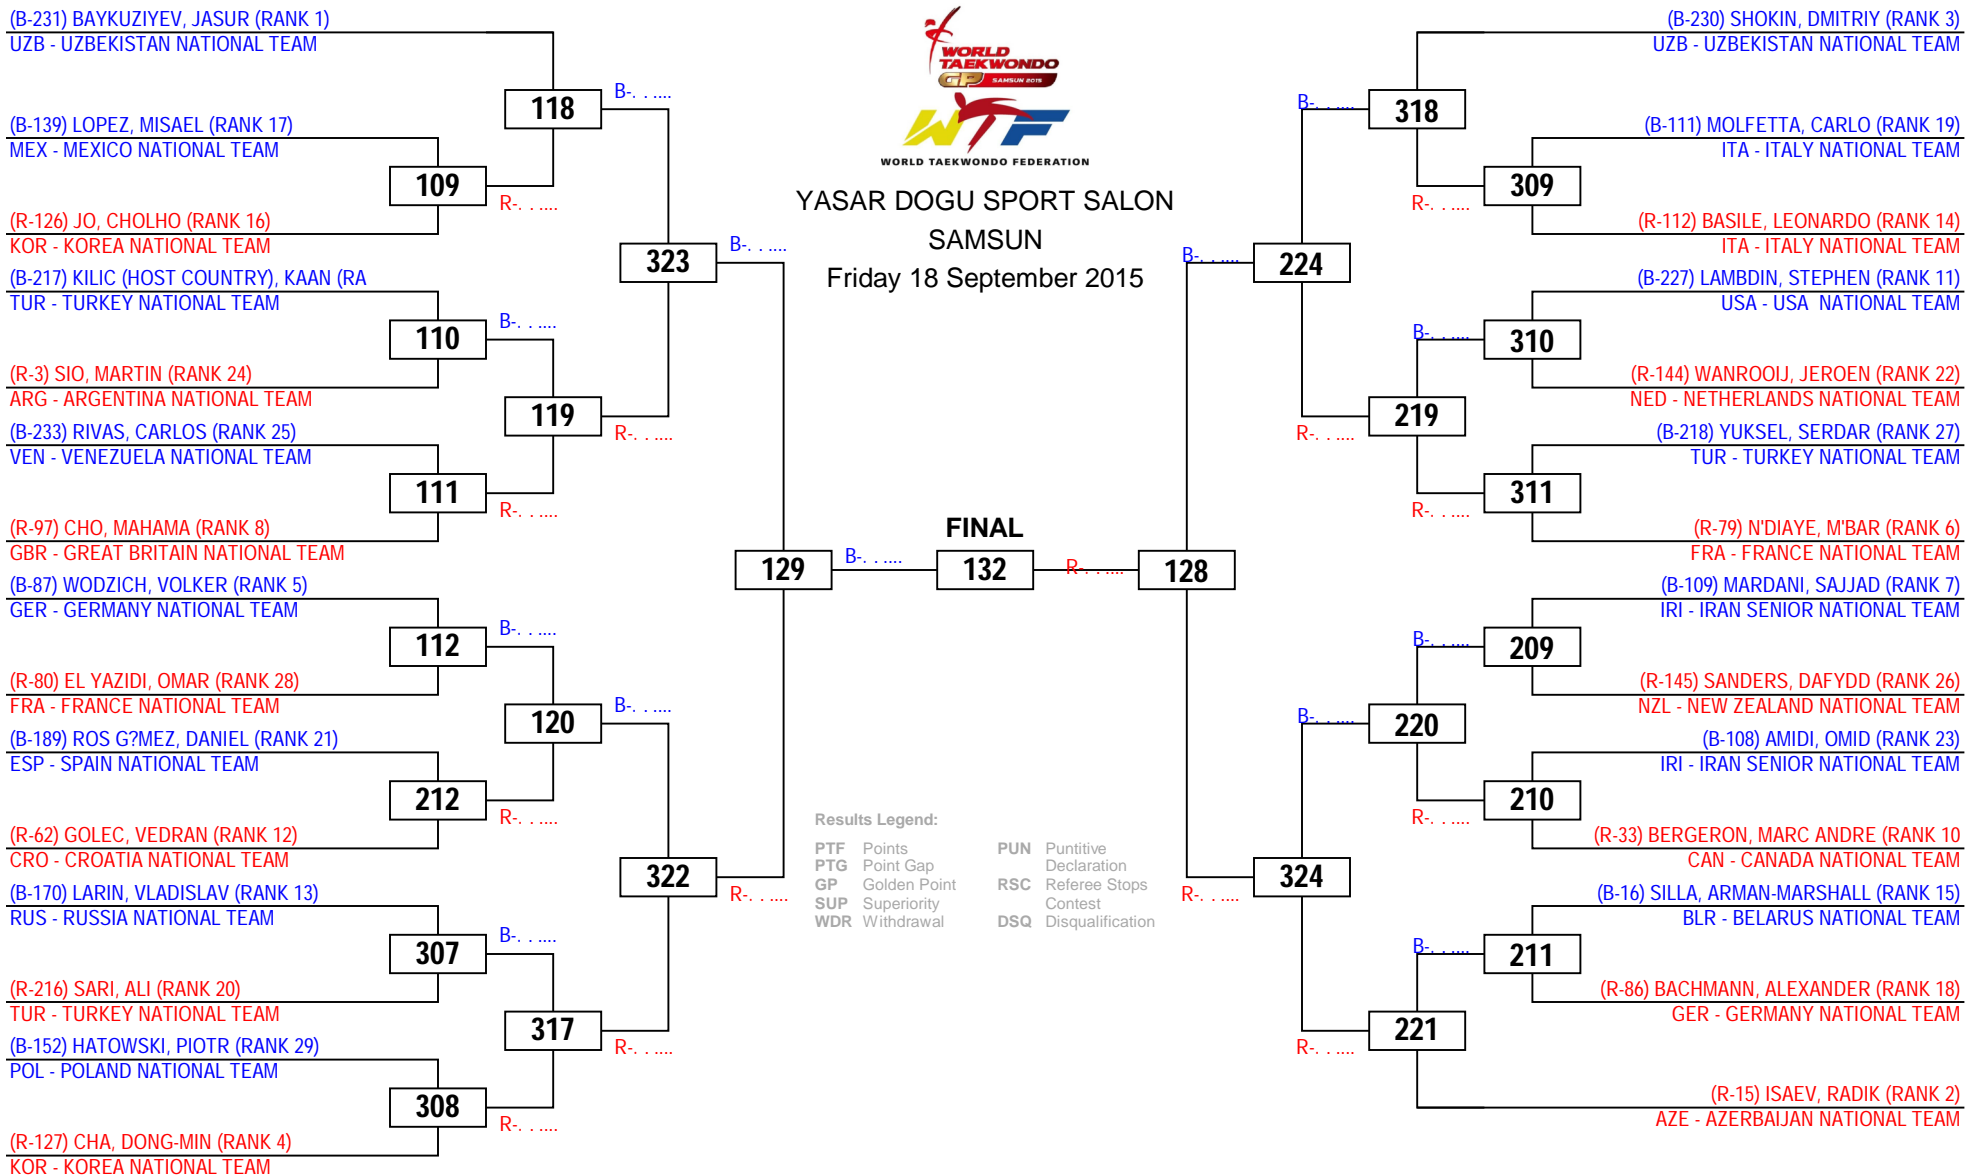 (B-231) BAYKUZIYEV, JASUR (RANK 1)
UZB - UZBEKISTAN NATIONAL TEAM
(B-139) LOPEZ, MISAEL (RANK 17)
MEX - MEXICO NATIONAL TEAM
(R-126) JO, CHOLHO (RANK 16)
KOR - KOREA NATIONAL TEAM
(B-217) KILIC (HOST COUNTRY), KAAN (RA
TUR - TURKEY NATIONAL TEAM
(R-3) SIO, MARTIN (RANK 24)
ARG - ARGENTINA NATIONAL TEAM
(B-233) RIVAS, CARLOS (RANK 25)
VEN - VENEZUELA NATIONAL TEAM
(R-97) CHO, MAHAMA (RANK 8)
GBR - GREAT BRITAIN NATIONAL TEAM
(B-87) WODZICH, VOLKER (RANK 5)
GER - GERMANY NATIONAL TEAM
(R-80) EL YAZIDI, OMAR (RANK 28)
FRA - FRANCE NATIONAL TEAM
(B-189) ROS G?MEZ, DANIEL (RANK 21)
ESP - SPAIN NATIONAL TEAM
(R-62) GOLEC, VEDRAN (RANK 12)
CRO - CROATIA NATIONAL TEAM
(B-170) LARIN, VLADISLAV (RANK 13)
RUS - RUSSIA NATIONAL TEAM
(R-216) SARI, ALI (RANK 20)
TUR - TURKEY NATIONAL TEAM
(B-152) HATOWSKI, PIOTR (RANK 29)
POL - POLAND NATIONAL TEAM
(R-127) CHA, DONG-MIN (RANK 4)
KOR - KOREA NATIONAL TEAM
109
R-. . ....
110
B-. . ....
111
R-. . ....
112
B-. . ....
212
R-. . ....
307
B-. . ....
308
R-. . ....
118
B-. . ....
119
R-. . ....
120
B-. . ....
317
R-. . ....
323
B-. . ....
322
R-. . ....
129
B-. . ....
WORLD
TAEKWONDO
GP SAMSUN 2015
WTF
WORLD TAEKWONDO FEDERATION
YASAR DOGU SPORT SALON
SAMSUN
Friday 18 September 2015
FINAL
132
Results Legend:
PTF Points
PTG Point Gap
GP Golden Point
SUP Superiority
WDR Withdrawal
PUN Puntitive
Declaration
RSC Referee Stops
Contest
DSQ Disqualification
R-. . ....
128
B-. . ....
224
R-. . ....
324
B-. . ....
318
R-. . ....
219
B-. . ....
220
R-. . ....
221
R-. . ....
309
B-. . ....
310
R-. . ....
311
B-. . ....
209
R-. . ....
210
B-. . ....
211
(B-230) SHOKIN, DMITRIY (RANK 3)
UZB - UZBEKISTAN NATIONAL TEAM
(B-111) MOLFETTA, CARLO (RANK 19)
ITA - ITALY NATIONAL TEAM
(R-112) BASILE, LEONARDO (RANK 14)
ITA - ITALY NATIONAL TEAM
(B-227) LAMBDIN, STEPHEN (RANK 11)
USA - USA NATIONAL TEAM
(R-144) WANROOIJ, JEROEN (RANK 22)
NED - NETHERLANDS NATIONAL TEAM
(B-218) YUKSEL, SERDAR (RANK 27)
TUR - TURKEY NATIONAL TEAM
(R-79) N'DIAYE, M'BAR (RANK 6)
FRA - FRANCE NATIONAL TEAM
(B-109) MARDANI, SAJJAD (RANK 7)
IRI - IRAN SENIOR NATIONAL TEAM
(R-145) SANDERS, DAFYDD (RANK 26)
NZL - NEW ZEALAND NATIONAL TEAM
(B-108) AMIDI, OMID (RANK 23)
IRI - IRAN SENIOR NATIONAL TEAM
(R-33) BERGERON, MARC ANDRE (RANK 10
CAN - CANADA NATIONAL TEAM
(B-16) SILLA, ARMAN-MARSHALL (RANK 15)
BLR - BELARUS NATIONAL TEAM
(R-86) BACHMANN, ALEXANDER (RANK 18)
GER - GERMANY NATIONAL TEAM
(R-15) ISAEV, RADIK (RANK 2)
AZE - AZERBAIJAN NATIONAL TEAM